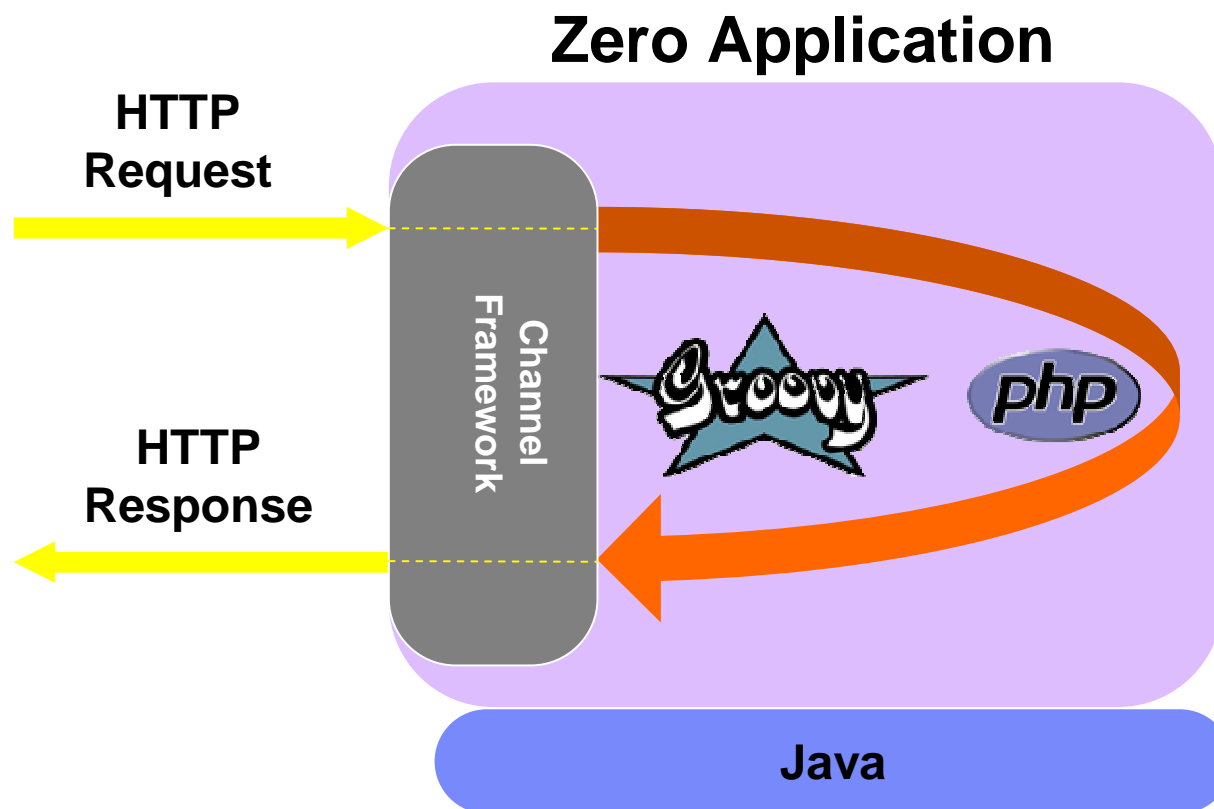 Zero Application
HTTP
Request
Channel
Framework
Groovy
php
HTTP
Response
Java